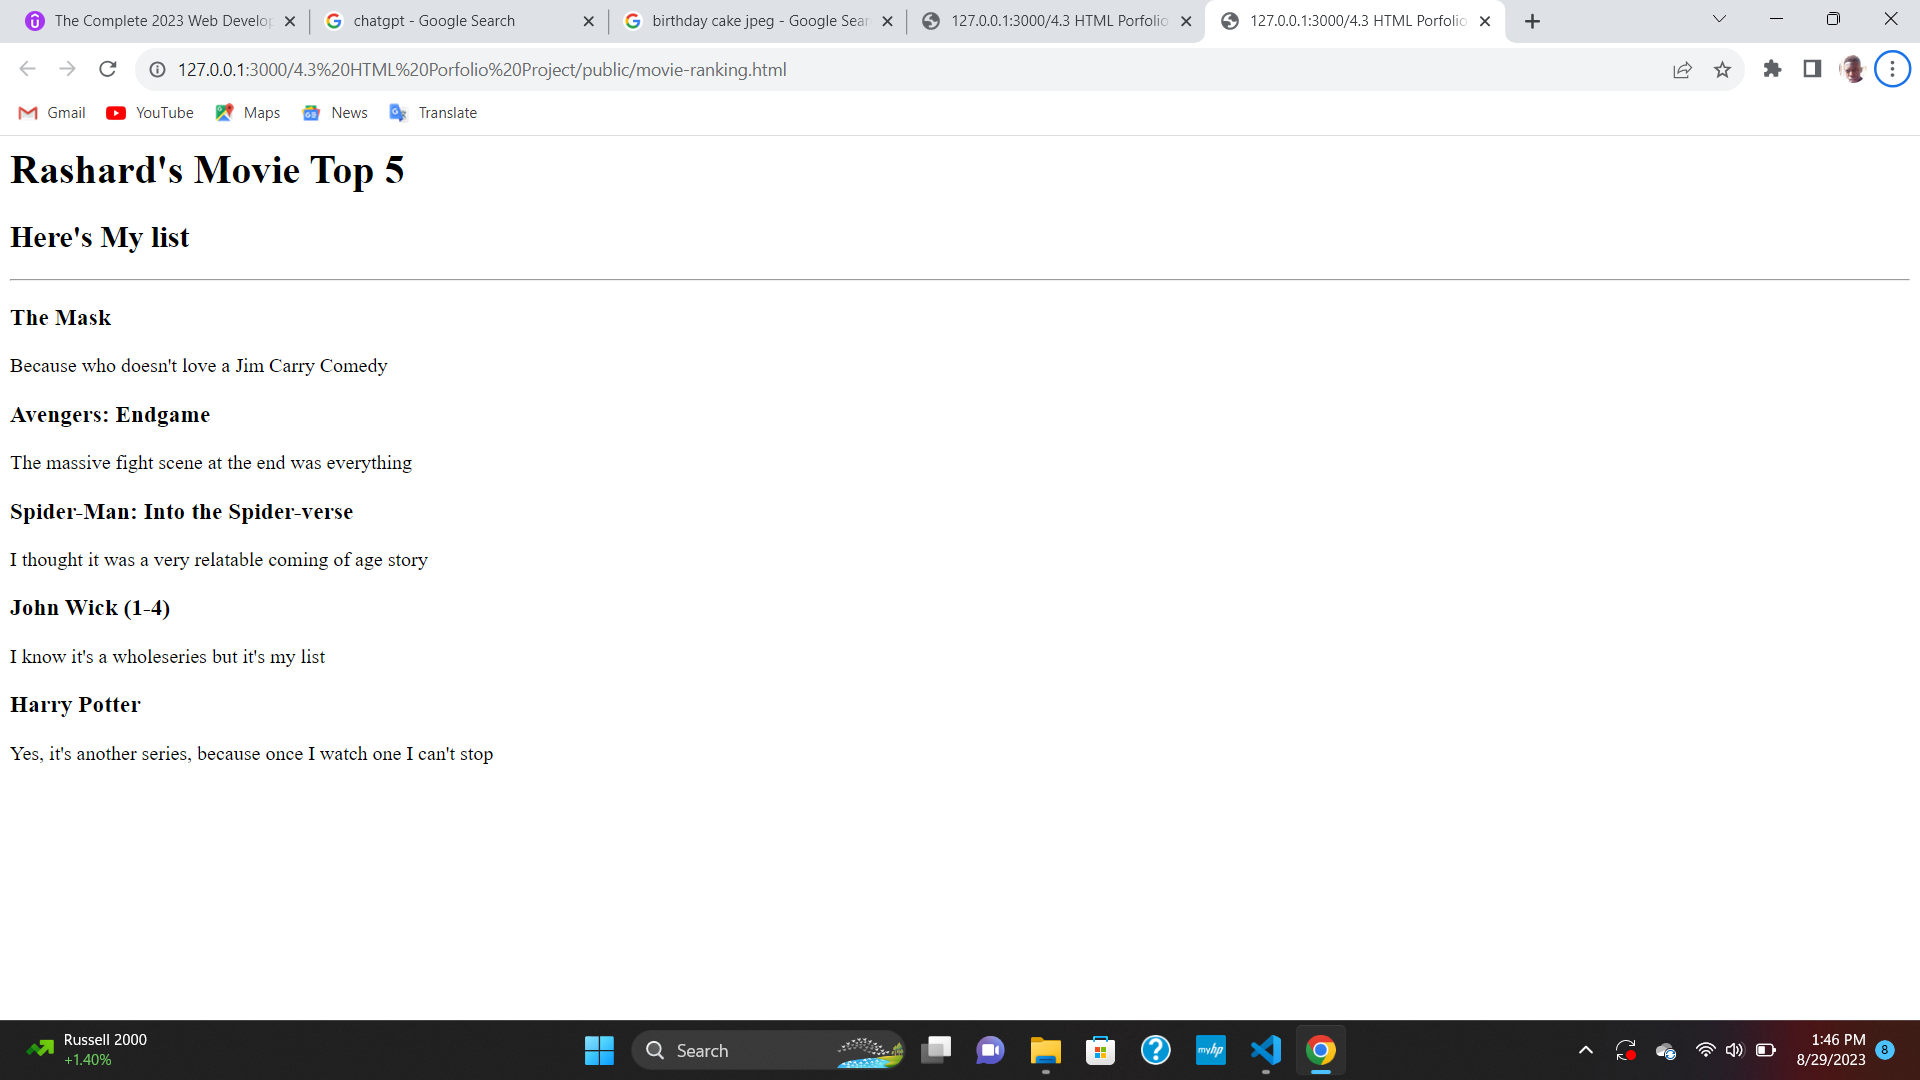 The Complete 2023 Web Develop
chatgpt - Google Search
birthday cake jpeg - Google Sear
127.0.0.1:3000/4.3 HTML Porfolio
127.0.0.1:3000/4.3 HTML Porfolio
127.0.0.1:3000/4.3%20HTML%20Porfolio%20Project/public/movie-ranking.html
Gmail
YouTube
Maps
News
Translate
Rashard's Movie Top 5
Here's My list
The Mask
Because who doesn't love a Jim Carry Comedy
Avengers: Endgame
The massive fight scene at the end was everything
Spider-Man: Into the Spider-verse
I thought it was a very relatable coming of age story
John Wick (1-4)
I know it's a wholeseries but it's my list
Harry Potter
Yes, it's another series, because once I watch one I can't stop
Russell 2000
+1.40%
Search
myhp
1:46 PM
8/29/2023
8